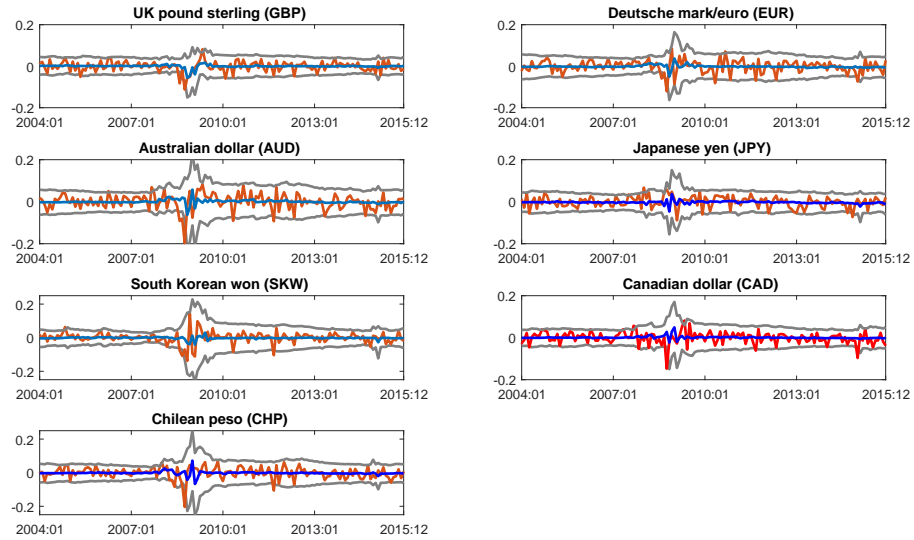 UK pound sterling (GBP)
0.2
0
-0.2
2004:01 2007:01 2010:01 2013:01 2015:12
Deutsche mark/euro (EUR)
0.2
0
-0.2
2004:01 2007:01 2010:01 2013:01 2015:12
Australian dollar (AUD)
0.2
0
-0.2
2004:01 2007:01 2010:01 2013:01 2015:12
Japanese yen (JPY)
0.2
0
-0.2
2004:01 2007:01 2010:01 2013:01 2015:12
South Korean won (SKW)
0.2
0
-0.2
2004:01 2007:01 2010:01 2013:01 2015:12
Canadian dollar (CAD)
0.2
0
-0.2
2004:01 2007:01 2010:01 2013:01 2015:12
Chilean peso (CHP)
0.2
0
-0.2
2004:01 2007:01 2010:01 2013:01 2015:12